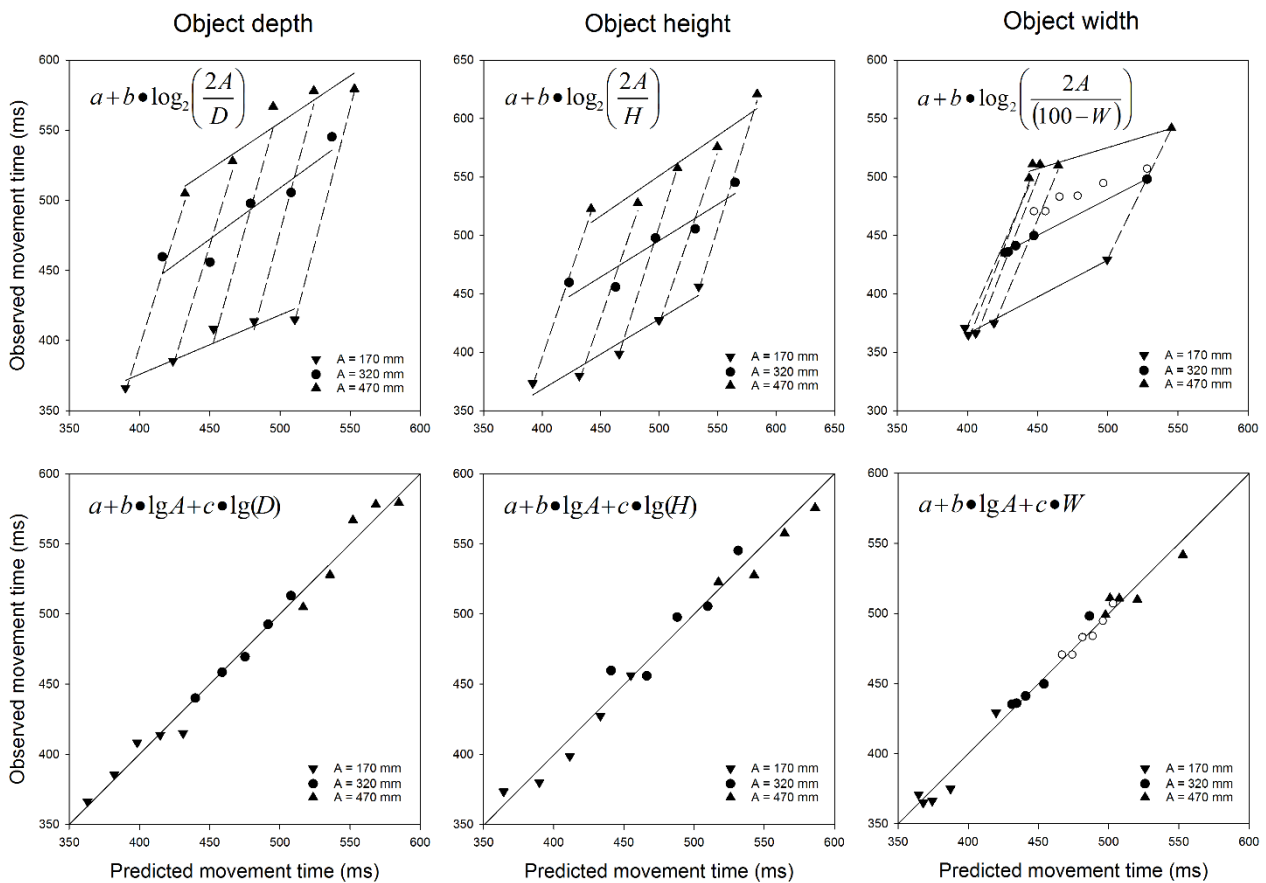 Object depth
Object height
Object width
Observed movement time (ms)
600
550
500
450
400
350
a+b●log₂(2A/D)
A = 170 mm
A = 320 mm
A = 470 mm
350 400 450 500 550 600
650
600
550
500
450
400
350
a+b●log₂(2A/H)
A = 170 mm
A = 320 mm
A = 470 mm
350 400 450 500 550 600
600
550
500
450
400
350
300
a+b●log₂(2A/(100−W))
A = 170 mm
A = 320 mm
A = 470 mm
350 400 450 500 550 600
Observed movement time (ms)
600
550
500
450
400
350
a+b●lgA+c●lg(D)
A = 170 mm
A = 320 mm
A = 470 mm
350 400 450 500 550 600
Predicted movement time (ms)
600
550
500
450
400
350
a+b●lgA+c●lg(H)
A = 170 mm
A = 320 mm
A = 470 mm
350 400 450 500 550 600
Predicted movement time (ms)
600
550
500
450
400
350
a+b●lgA+c●W
A = 170 mm
A = 320 mm
A = 470 mm
350 400 450 500 550 600
Predicted movement time (ms)